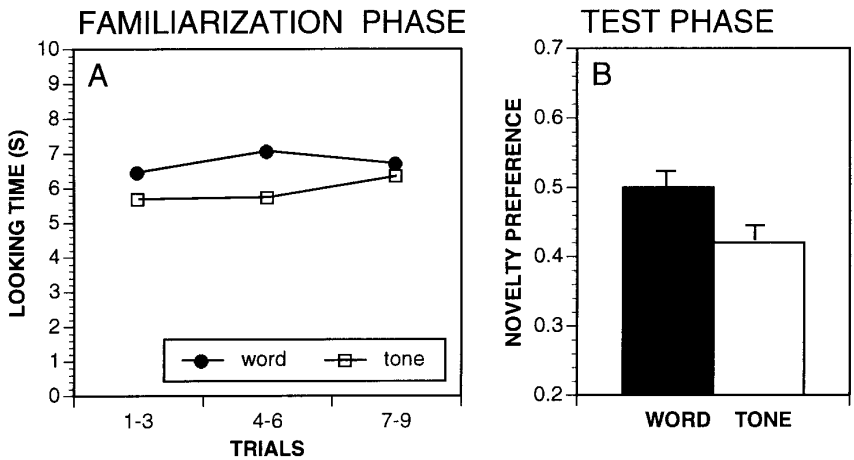 FAMILIARIZATION PHASE
TEST PHASE
A
10
9
8
7
6
5
4
3
2
1
0
LOOKING TIME (S)
word tone
1-3 4-6 7-9
TRIALS
B
0.7
0.6
0.5
0.4
0.3
0.2
NOVELTY PREFERENCE
WORD TONE